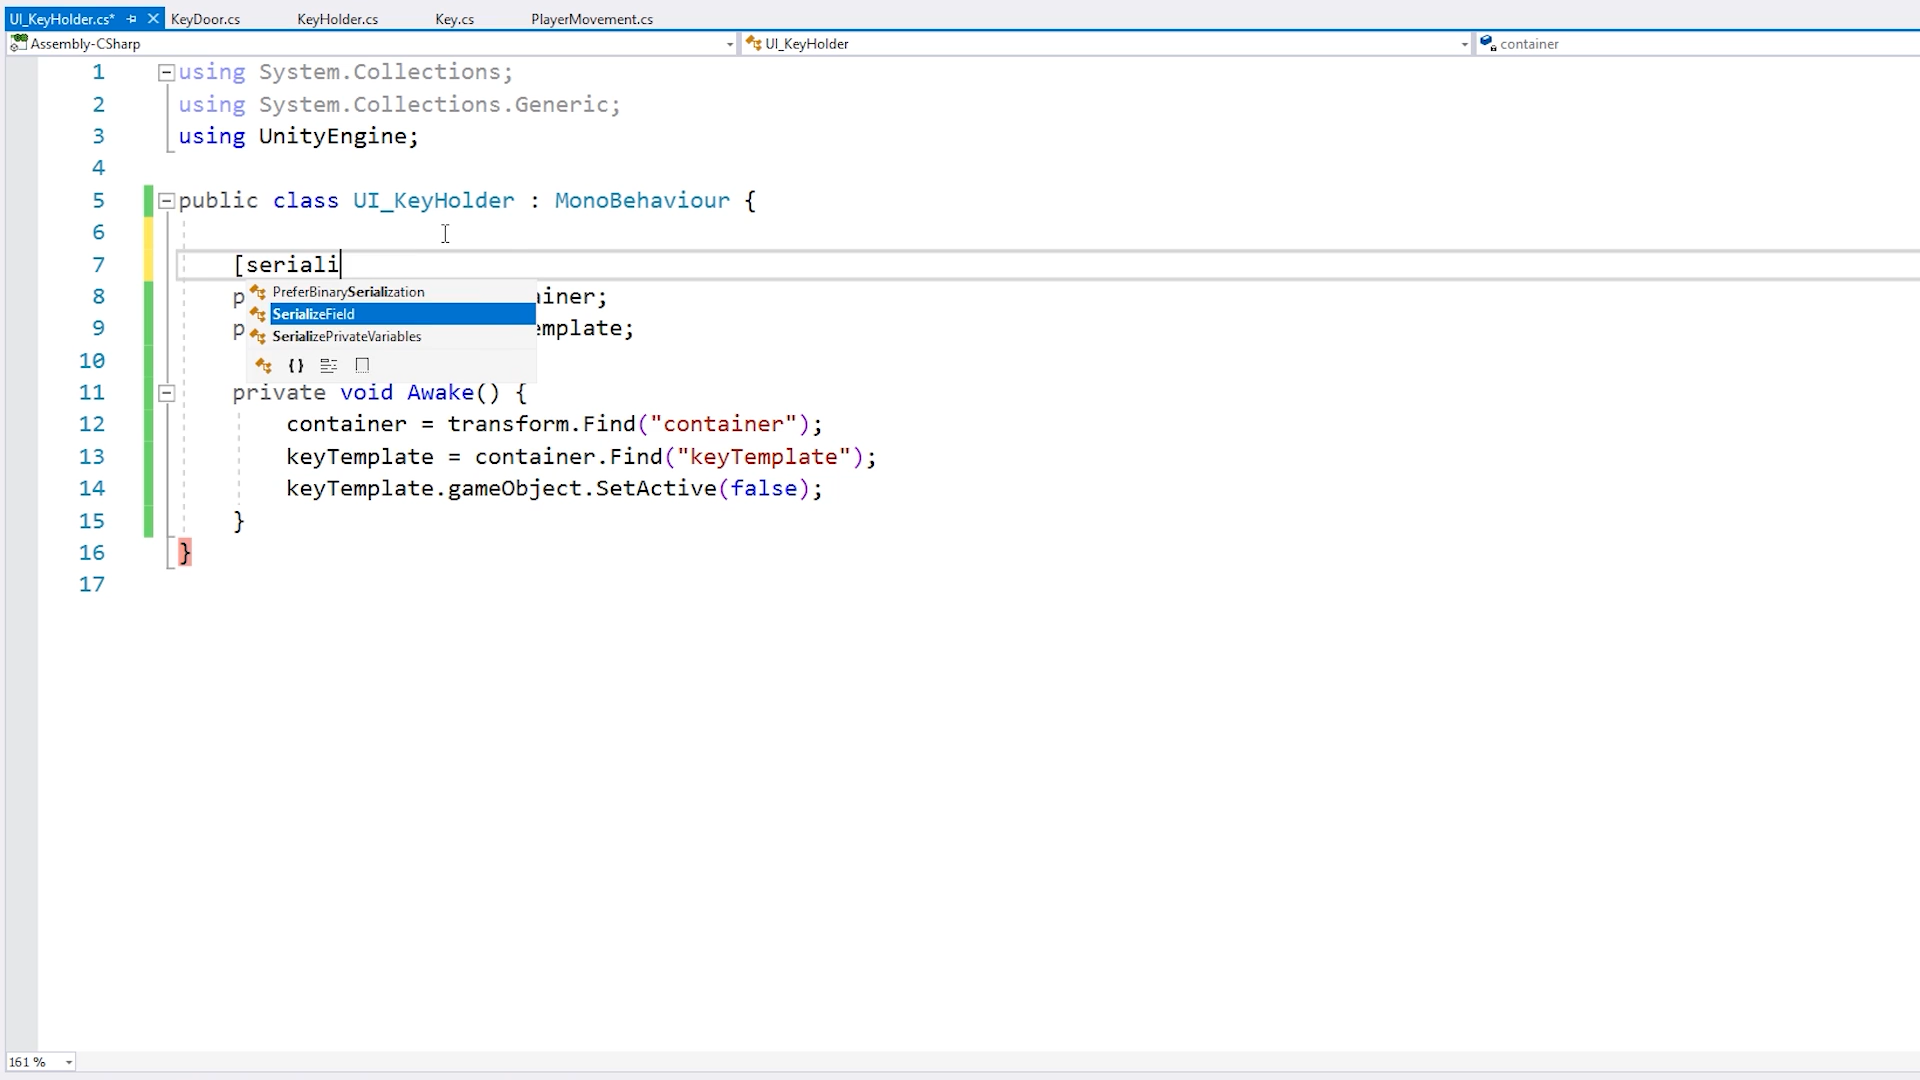 UI_KeyHolder.cs* KeyDoor.cs KeyHolder.cs Key.cs PlayerMovement.cs
Assembly-CSharp UI_KeyHolder container
1 using System.Collections;
2 using System.Collections.Generic;
3 using UnityEngine;
4
5 public class UI_KeyHolder : MonoBehaviour {
6
7 [seriali
PreferBinarySerialization
8 p ainer;
SerializeField
9 p emplate;
SerializePrivateVariables
10 {}
11 private void Awake() {
12 container = transform.Find("container");
13 keyTemplate = container.Find("keyTemplate");
14 keyTemplate.gameObject.SetActive(false);
15 }
16 }
17
161 %